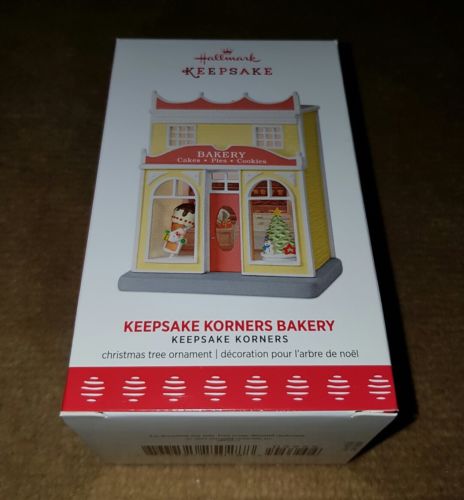 Hallmark
KEEPSAKE
BAKERY
Cakes • Pies • Cookies
KEEPSAKE KORNERS BAKERY
KEEPSAKE KORNERS
christmas tree ornament | décoration pour l'arbre de noël